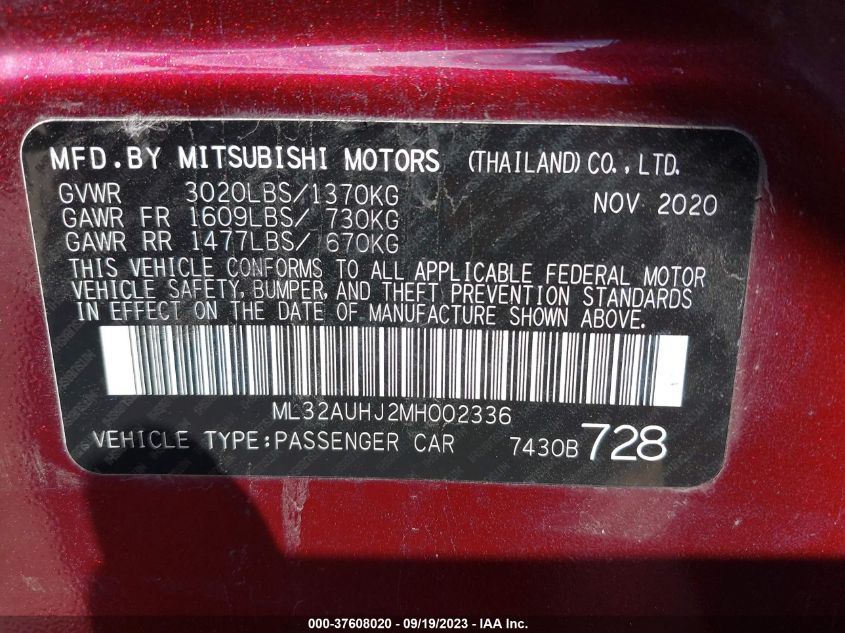 MFD.BY MITSUBISHI MOTORS (THAILAND) CO., LTD.
GVWR 3020LBS/1370KG NOV 2020
GAWR FR 1609LBS/ 730KG
GAWR RR 1477LBS/ 670KG
THIS VEHICLE CONFORMS TO ALL APPLICABLE FEDERAL MOTOR
VEHICLE SAFETY, BUMPER, AND THEFT PREVENTION STANDARDS
IN EFFECT ON THE DATE OF MANUFACTURE SHOWN ABOVE.
ML32AUHJ2MH002336
VEHICLE TYPE:PASSENGER CAR 7430B 728
000-37608020 - 09/19/2023 - IAA Inc.